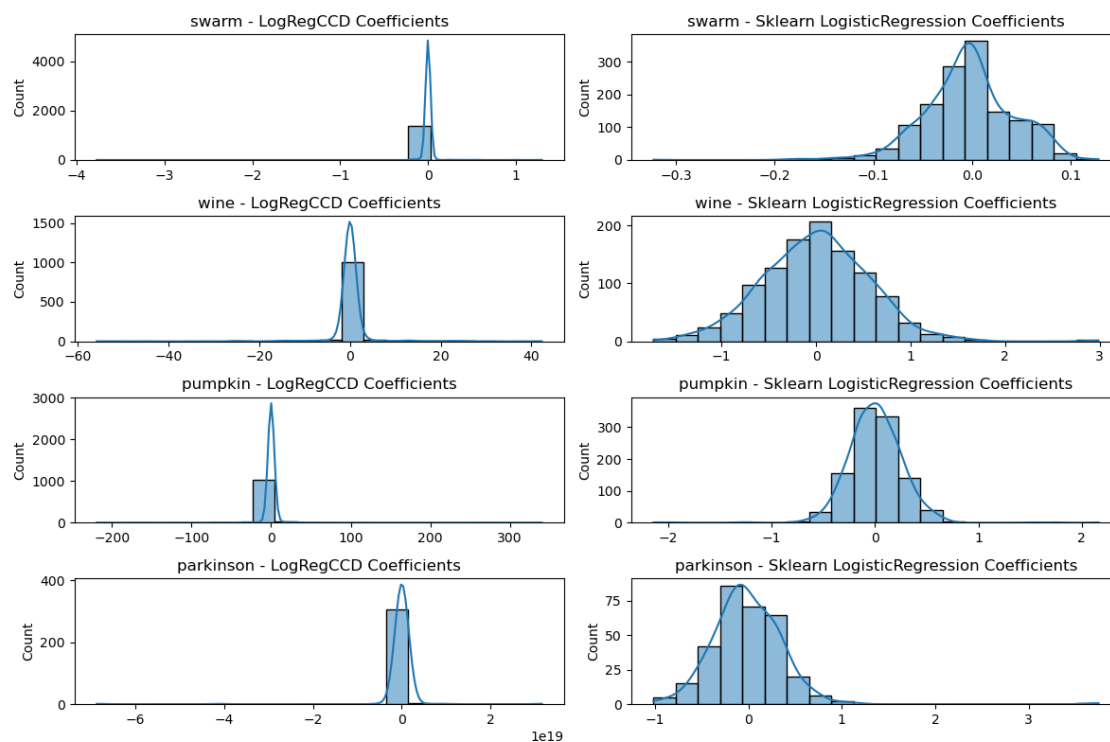 swarm - LogRegCCD Coefficients
Count
4000
2000
0
−4 −3 −2 −1 0 1
swarm - Sklearn LogisticRegression Coefficients
Count
300
200
100
0
−0.3 −0.2 −0.1 0.0 0.1
wine - LogRegCCD Coefficients
Count
1500
1000
500
0
−60 −40 −20 0 20 40
wine - Sklearn LogisticRegression Coefficients
Count
200
100
0
−1 0 1 2 3
pumpkin - LogRegCCD Coefficients
Count
3000
2000
1000
0
−200 −100 0 100 200 300
pumpkin - Sklearn LogisticRegression Coefficients
Count
300
200
100
0
−2 −1 0 1 2
parkinson - LogRegCCD Coefficients
Count
400
200
0
−6 −4 −2 0 2
1e19
parkinson - Sklearn LogisticRegression Coefficients
Count
75
50
25
0
−1 0 1 2 3